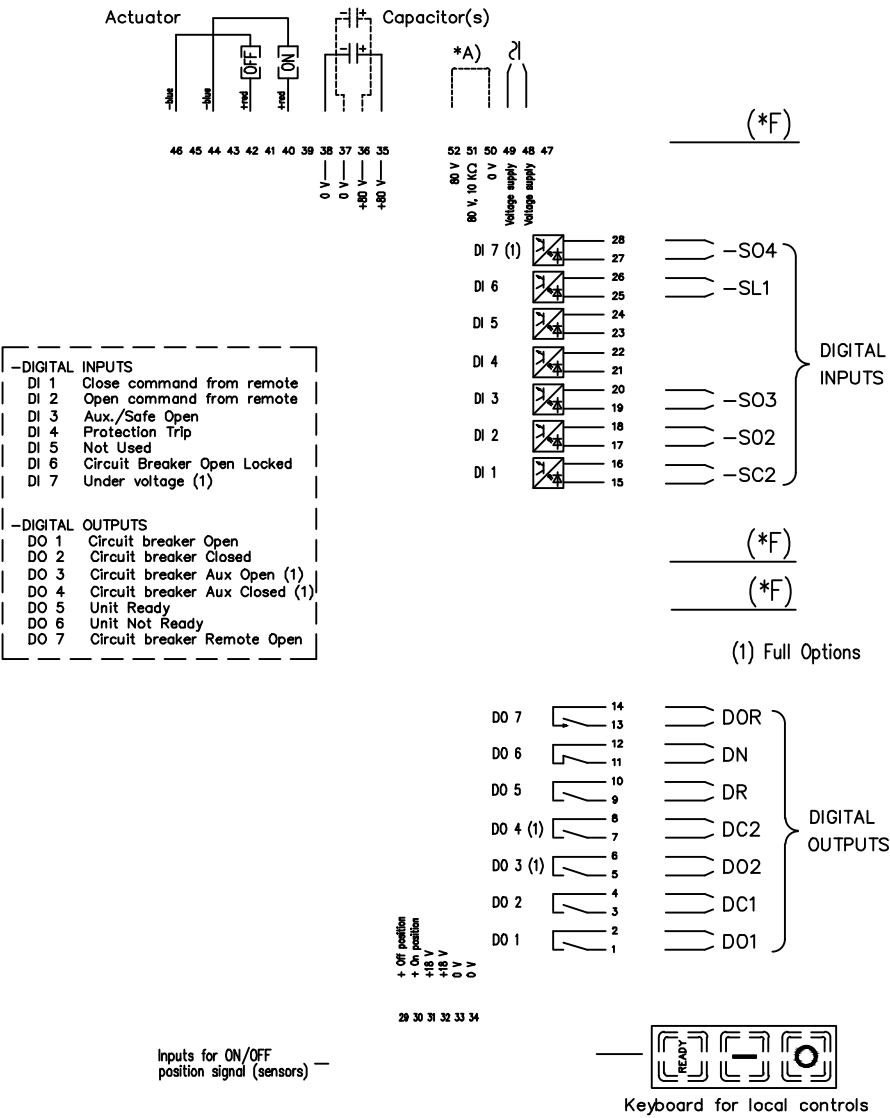 Actuator
Capacitor(s)
- +
- +
*A)
OFF
ON
-blue
-blue
+red
+red
46 45 44 43 42 41 40 39 38 37 36 35
52 51 50 49 48 47
0 V
0 V
+80 V
+80 V
80 V
80 V, 10 KΩ
0 V
Voltage supply
Voltage supply
(*F)
DI 7 (1) 28 -SO4
27
DI 6 26 -SL1
25
DI 5 24
23
DI 4 22
21
DI 3 20 -SO3
19
DI 2 18 -SO2
17
DI 1 16 -SC2
15
DIGITAL
INPUTS
-DIGITAL INPUTS
DI 1 Close command from remote
DI 2 Open command from remote
DI 3 Aux./Safe Open
DI 4 Protection Trip
DI 5 Not Used
DI 6 Circuit Breaker Open Locked
DI 7 Under voltage (1)
-DIGITAL OUTPUTS
DO 1 Circuit breaker Open
DO 2 Circuit breaker Closed
DO 3 Circuit breaker Aux Open (1)
DO 4 Circuit breaker Aux Closed (1)
DO 5 Unit Ready
DO 6 Unit Not Ready
DO 7 Circuit breaker Remote Open
(*F)
(*F)
(1) Full Options
DO 7 14 DOR
13
DO 6 12 DN
11
DO 5 10 DR
9
DO 4 (1) 8 DC2
7
DO 3 (1) 6 DO2
5
DO 2 4 DC1
3
DO 1 2 DO1
1
DIGITAL
OUTPUTS
+ Off position
+ On position
+18 V
+18 V
0 V
0 V
29 30 31 32 33 34
Inputs for ON/OFF
position signal (sensors)
READY
Keyboard for local controls